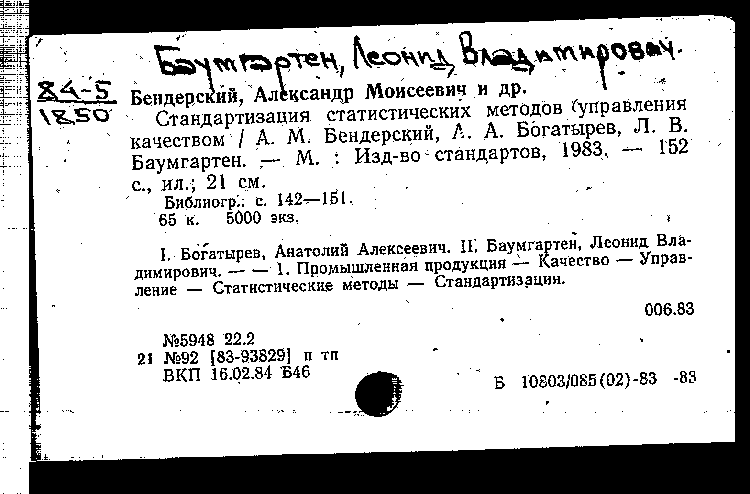 Баумгартен, Леонид Владимирович.
84-5
1850
Бендерский, Александр Моисеевич и др.
Стандартизация статистических методов управления
качеством / А. М. Бендерский, А. А. Богатырев, Л. В.
Баумгартен. — М. : Изд-во стандартов, 1983. — 152
с., ил.; 21 см.
Библиогр.: с. 142—151.
65 к. 5000 экз.
I. Богатырев, Анатолий Алексеевич. II. Баумгартен, Леонид Вла-
димирович. — — 1. Промышленная продукция — Качество — Управ-
ление — Статистические методы — Стандартизация.
006.83
№5948 22.2
21 №92 [83-93829] п тп
ВКП 16.02.84 Б46
Б 10803/085(02)-83 -83